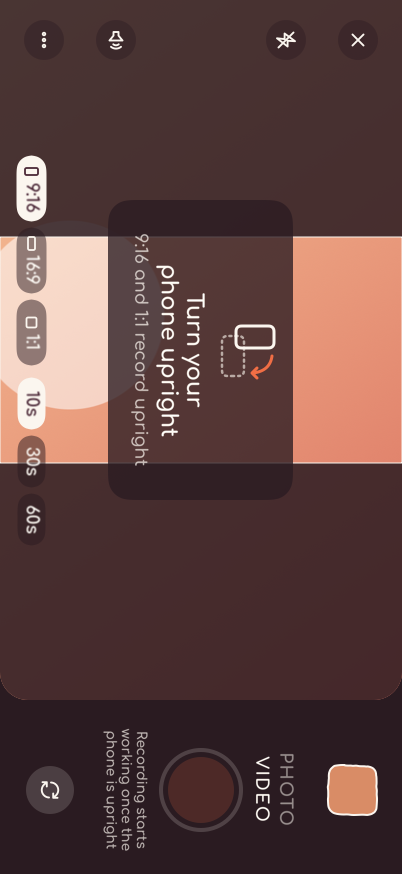 9:16
16:9
1:1
10s
30s
60s
Turn your
phone upright
9:16 and 1:1 record upright
PHOTO
VIDEO
Recording starts
working once the
phone is upright